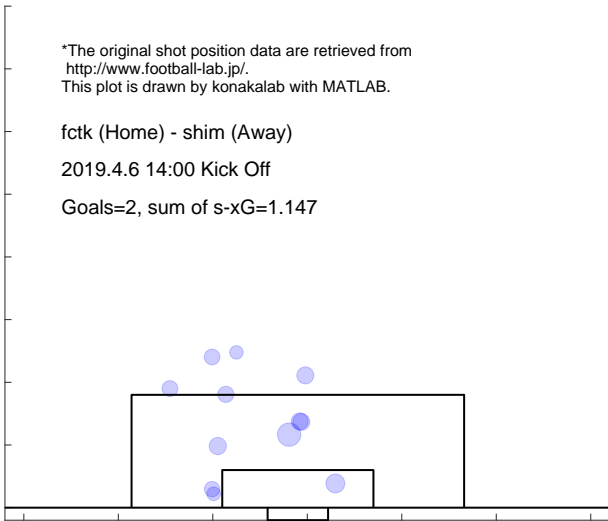 *The original shot position data are retrieved from
http://www.football-lab.jp/.
This plot is drawn by konakalab with MATLAB.
fctk (Home) - shim (Away)
2019.4.6 14:00 Kick Off
Goals=2, sum of s-xG=1.147